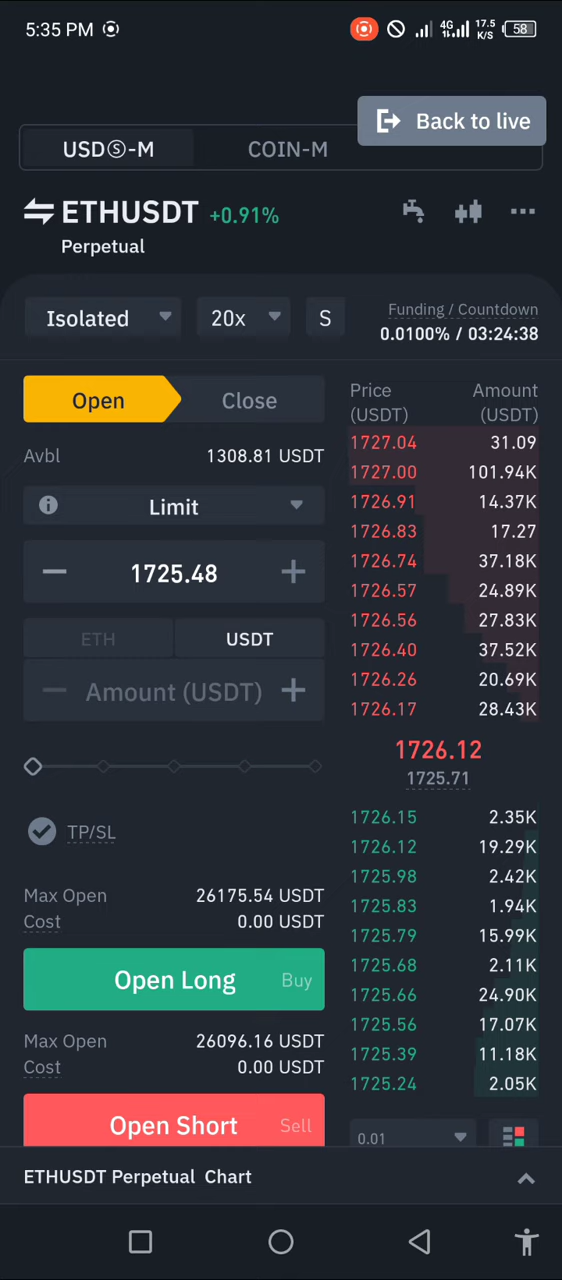 5:35 PM
4G
17.5
K/S
58
Back to live
USDⓈ-M
COIN-M
ETHUSDT +0.91%
Perpetual
Isolated
20x
S
Funding / Countdown
0.0100% / 03:24:38
Open
Close
Avbl
1308.81 USDT
Limit
1725.48
ETH
USDT
Amount (USDT)
TP/SL
Max Open
26175.54 USDT
Cost
0.00 USDT
Open Long
Buy
Max Open
26096.16 USDT
Cost
0.00 USDT
Open Short
Sell
Price Amount
(USDT) (USDT)
1727.04 31.09
1727.00 101.94K
1726.91 14.37K
1726.83 17.27
1726.74 37.18K
1726.57 24.89K
1726.56 27.83K
1726.40 37.52K
1726.26 20.69K
1726.17 28.43K
1726.12
1725.71
1726.15 2.35K
1726.12 19.29K
1725.98 2.42K
1725.83 1.94K
1725.79 15.99K
1725.68 2.11K
1725.66 24.90K
1725.56 17.07K
1725.39 11.18K
1725.24 2.05K
0.01
ETHUSDT Perpetual Chart